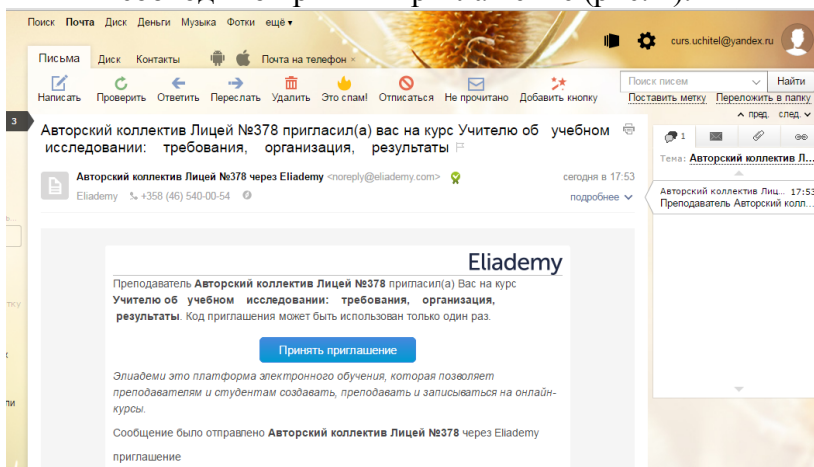 Поиск Почта Диск Деньги Музыка Фотки ещё
curs.uchitel@yandex.ru
Письма Диск Контакты Почта на телефон ×
Написать Проверить Ответить Переслать Удалить Это спам! Отписаться Не прочитано Добавить кнопку
Поиск писем Найти
Поставить метку Переложить в папку
пред. след.
3
Авторский коллектив Лицей №378 пригласил(а) вас на курс Учителю об учебном
исследовании: требования, организация, результаты
Авторский коллектив Лицей №378 через Eliademy <noreply@eliademy.com> сегодня в 17:53
Eliademy +358 (46) 540-00-54 подробнее
1
Тема: Авторский коллектив Л...
Авторский коллектив Лиц... 17:53
Преподаватель Авторский колл...
Eliademy
Преподаватель Авторский коллектив Лицей №378 пригласил(а) Вас на курс
Учителю об учебном исследовании: требования, организация,
результаты. Код приглашения может быть использован только один раз.
Принять приглашение
Элиадеми это платформа электронного обучения, которая позволяет
преподавателям и студентам создавать, преподавать и записываться на онлайн-
курсы.
Сообщение было отправлено Авторский коллектив Лицей №378 через Eliademy
приглашение